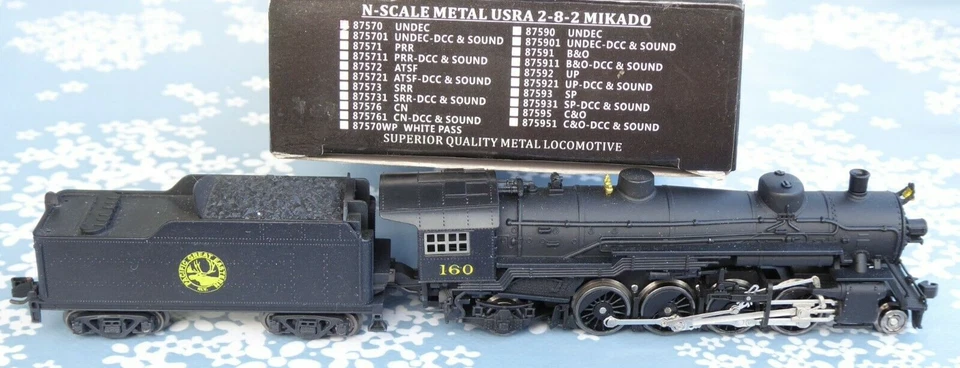 N-SCALE METAL USRA 2-8-2 MIKADO
87570 UNDEC
875701 UNDEC-DCC & SOUND
87571 PRR
875711 PRR-DCC & SOUND
87572 ATSF
875721 ATSF-DCC & SOUND
87573 SRR
875731 SRR-DCC & SOUND
87576 CN
875761 CN-DCC & SOUND
87570WP WHITE PASS
87590 UNDEC
875901 UNDEC-DCC & SOUND
87591 B&O
875911 B&O-DCC & SOUND
87592 UP
875921 UP-DCC & SOUND
87593 SP
875931 SP-DCC & SOUND
87595 C&O
875951 C&O-DCC & SOUND
SUPERIOR QUALITY METAL LOCOMOTIVE
PACIFIC GREAT EASTERN
160